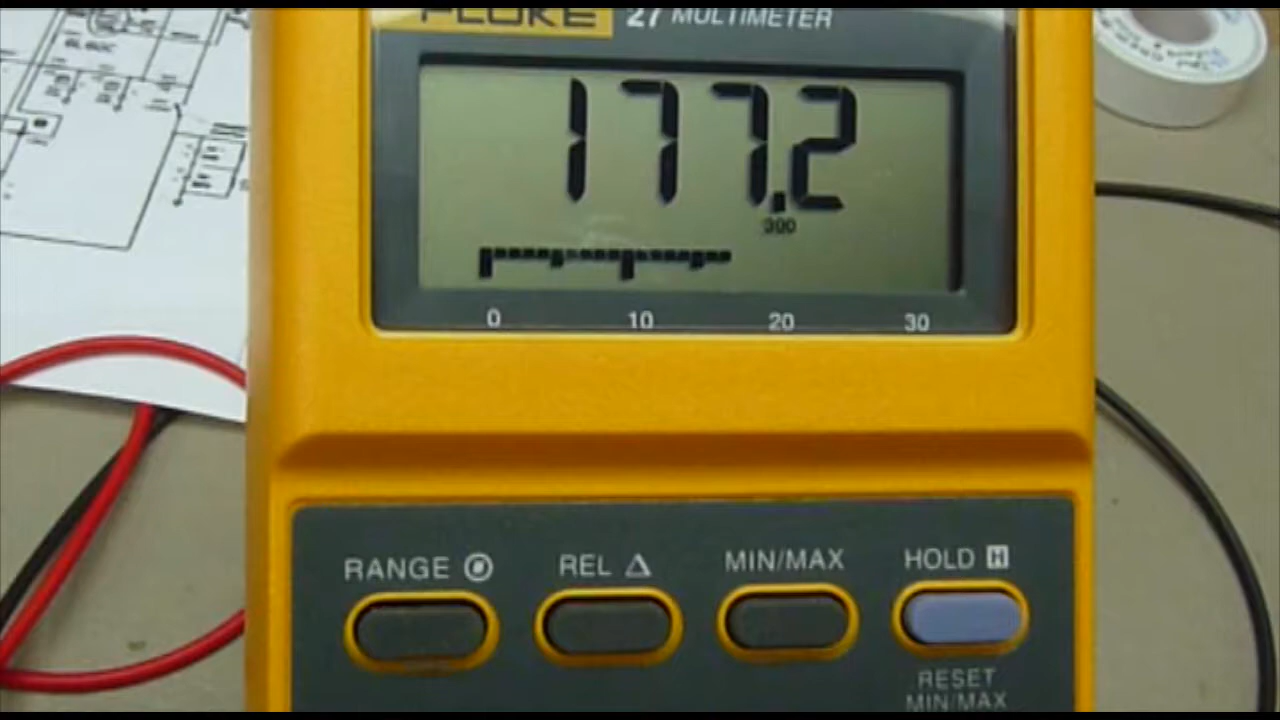 FLUKE 27 MULTIMETER
177.2
300
0 10 20 30
RANGE REL Δ MIN/MAX HOLD H
RESET
MIN/MAX